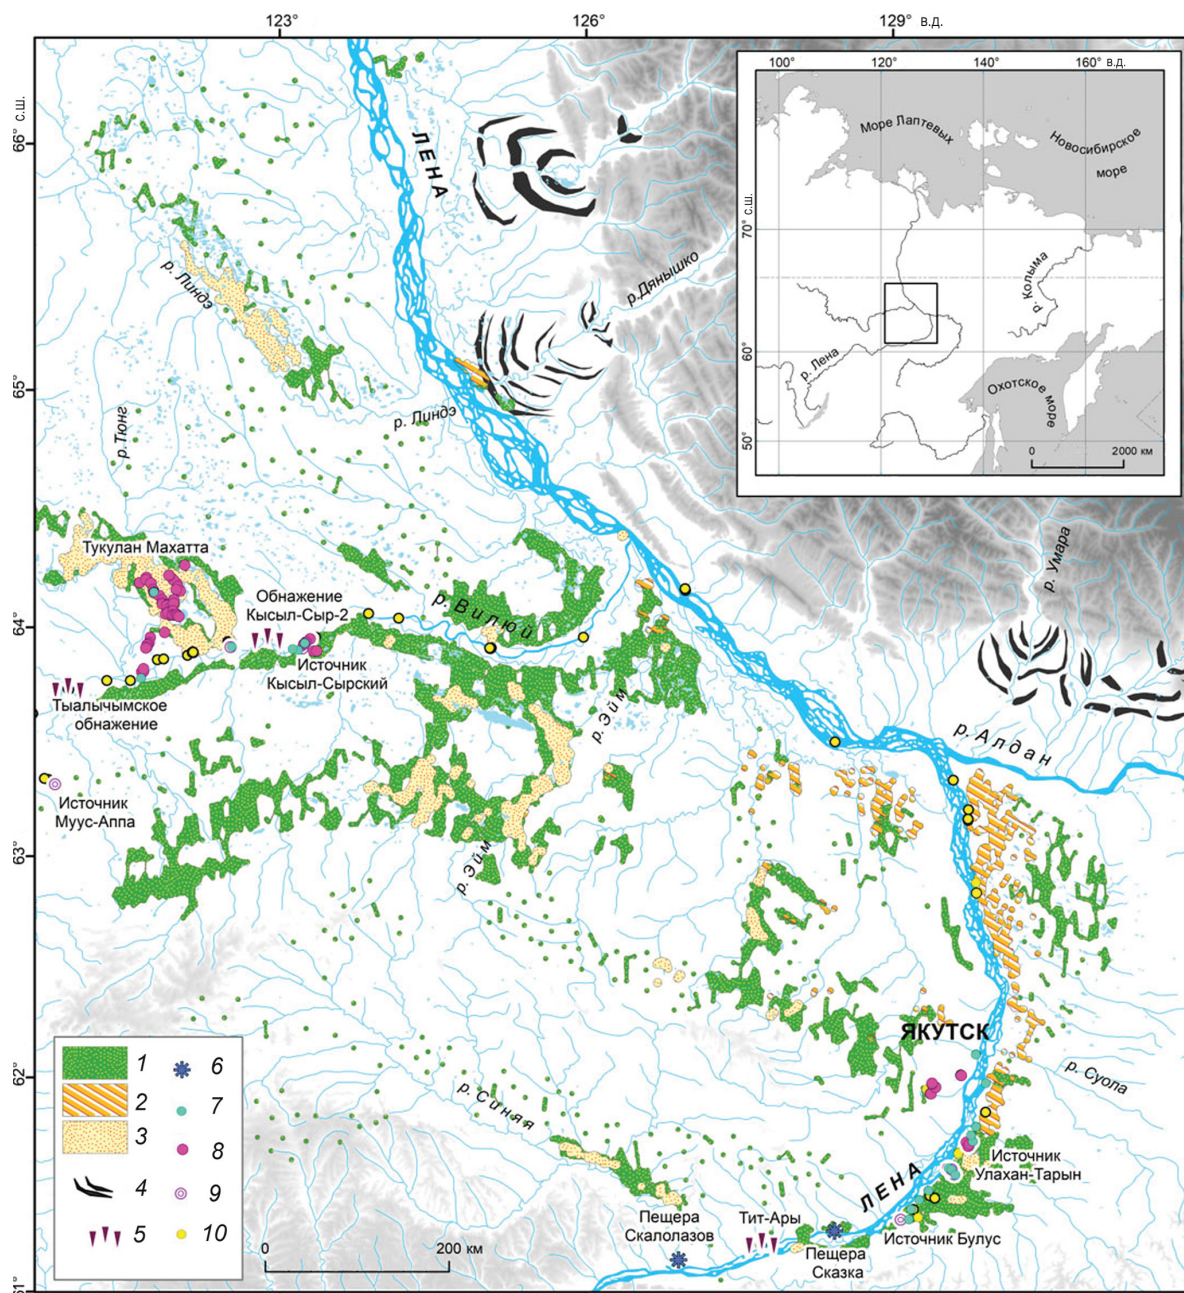 123°
126°
129° в.д.
66° с.ш.
65°
64°
63°
62°
61°
100°
120°
140°
160° в.д.
70° с.ш.
60°
50°
Море Лаптевых
Новосибирское
море
р. Колыма
р. Лена
Охотское
море
0
2000 км
ЛЕНА
р. Линдэ
р.Дянышко
р. Линдэ
р.Тюнг
Тукулан Махатта
Обнажение
Кысыл-Сыр-2
р. Вилюй
р. Умара
Источник
Кысыл-Сырский
Тыалычымское
обнажение
р. Эйм
р. Алдан
Источник
Муус-Аппа
р. Эйм
ЯКУТСК
р. Суола
р. Синяя
Источник
Улахан-Тарын
ЛЕНА
Пещера
Скалолазов
Тит-Ары
Источник Булус
Пещера
Сказка
1
2
3
4
5
6
7
8
9
10
0
200 км